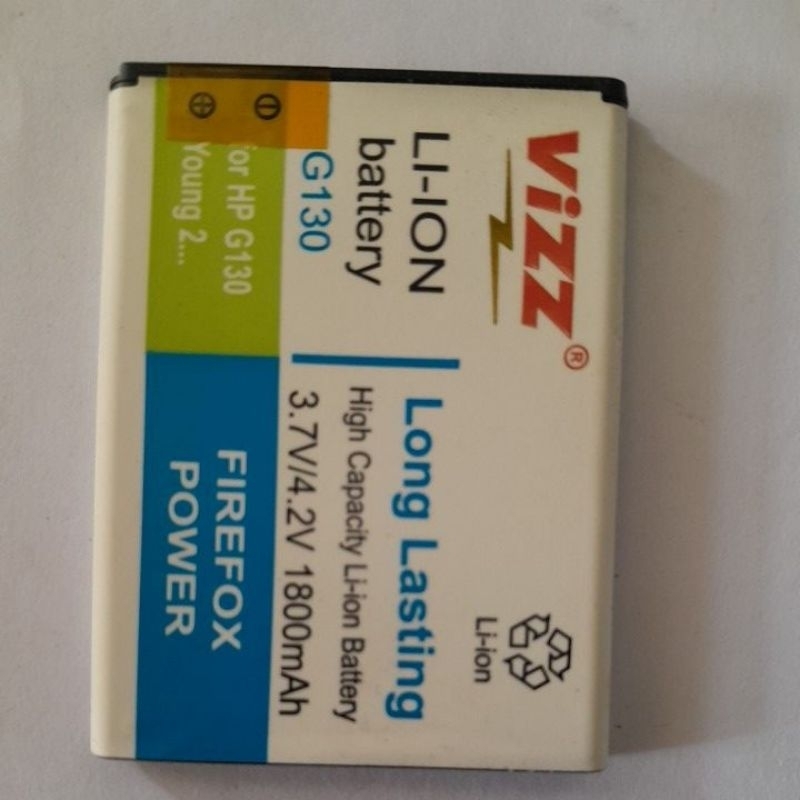 Vizz®
LI-ION
battery
G130
for HP G130
Young 2...
Long Lasting
High Capacity Li-ion Battery
3.7V/4.2V 1800mAh
FIREFOX
POWER
Li-ion